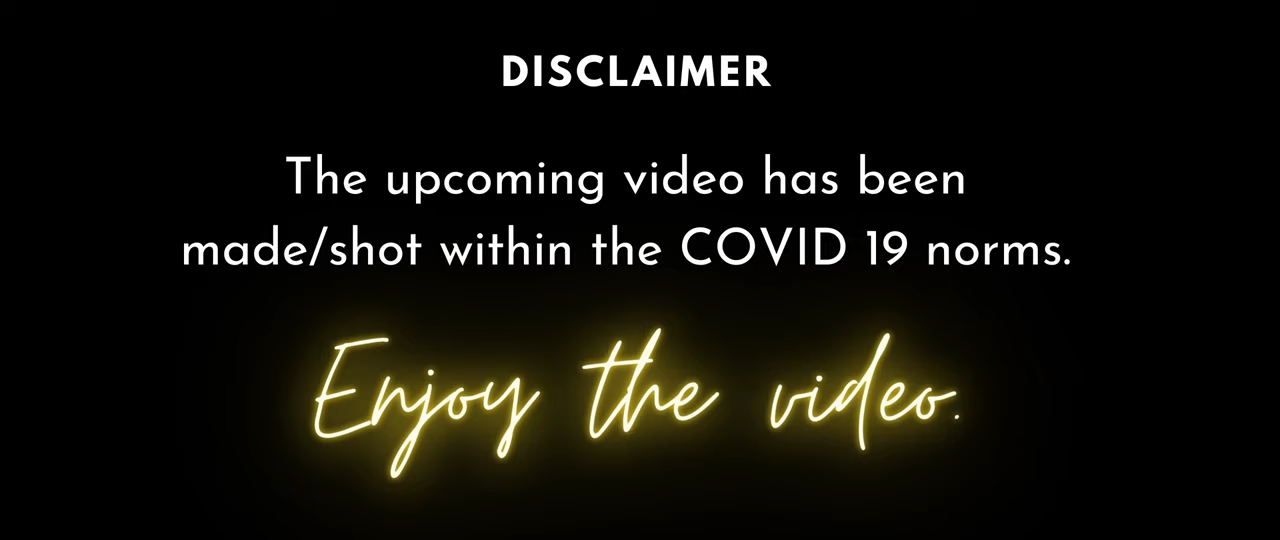 DISCLAIMER
The upcoming video has been
made/shot within the COVID 19 norms.
Enjoy the video.